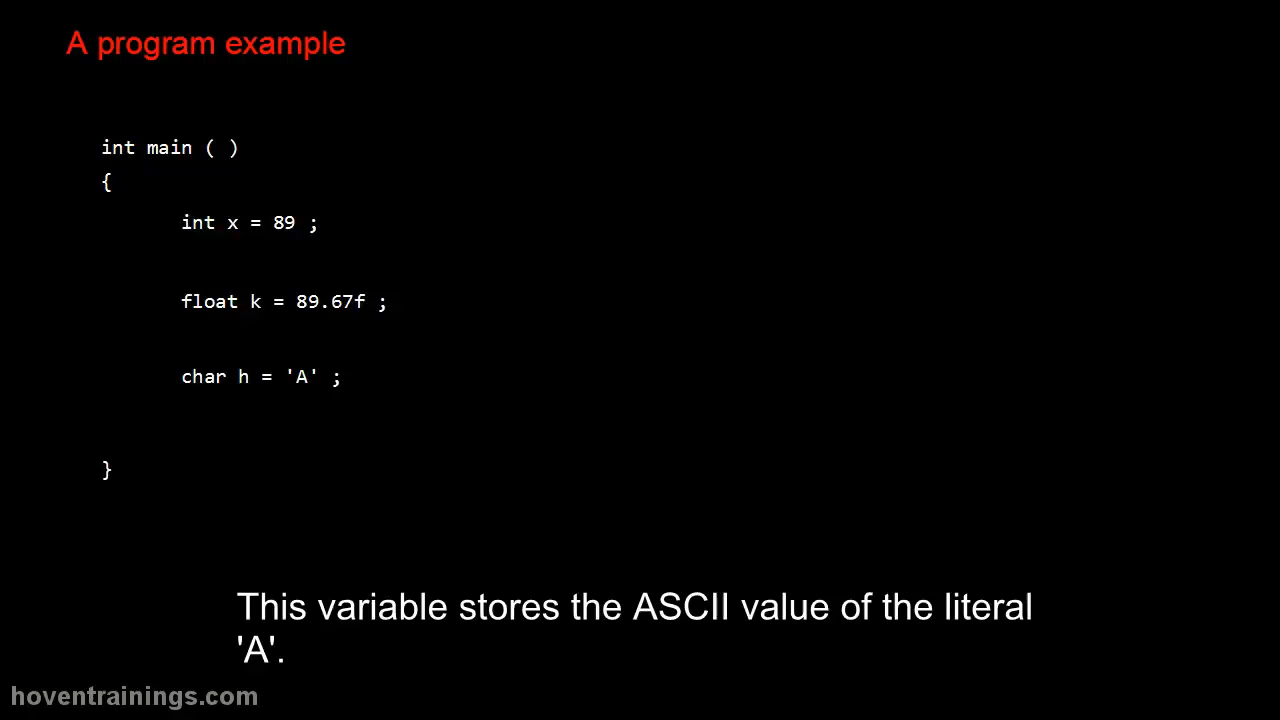 A program example
int main ( )
{
int x = 89 ;
float k = 89.67f ;
char h = 'A' ;
}
This variable stores the ASCII value of the literal
'A'.
hoventrainings.com